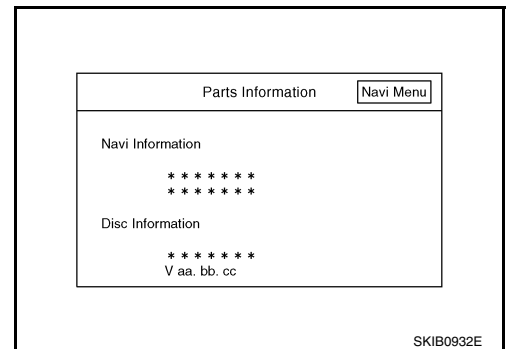 Parts Information Navi Menu
Navi Information
* * * * * * *
* * * * * * *
Disc Information
* * * * * * *
V aa. bb. cc
SKIB0932E